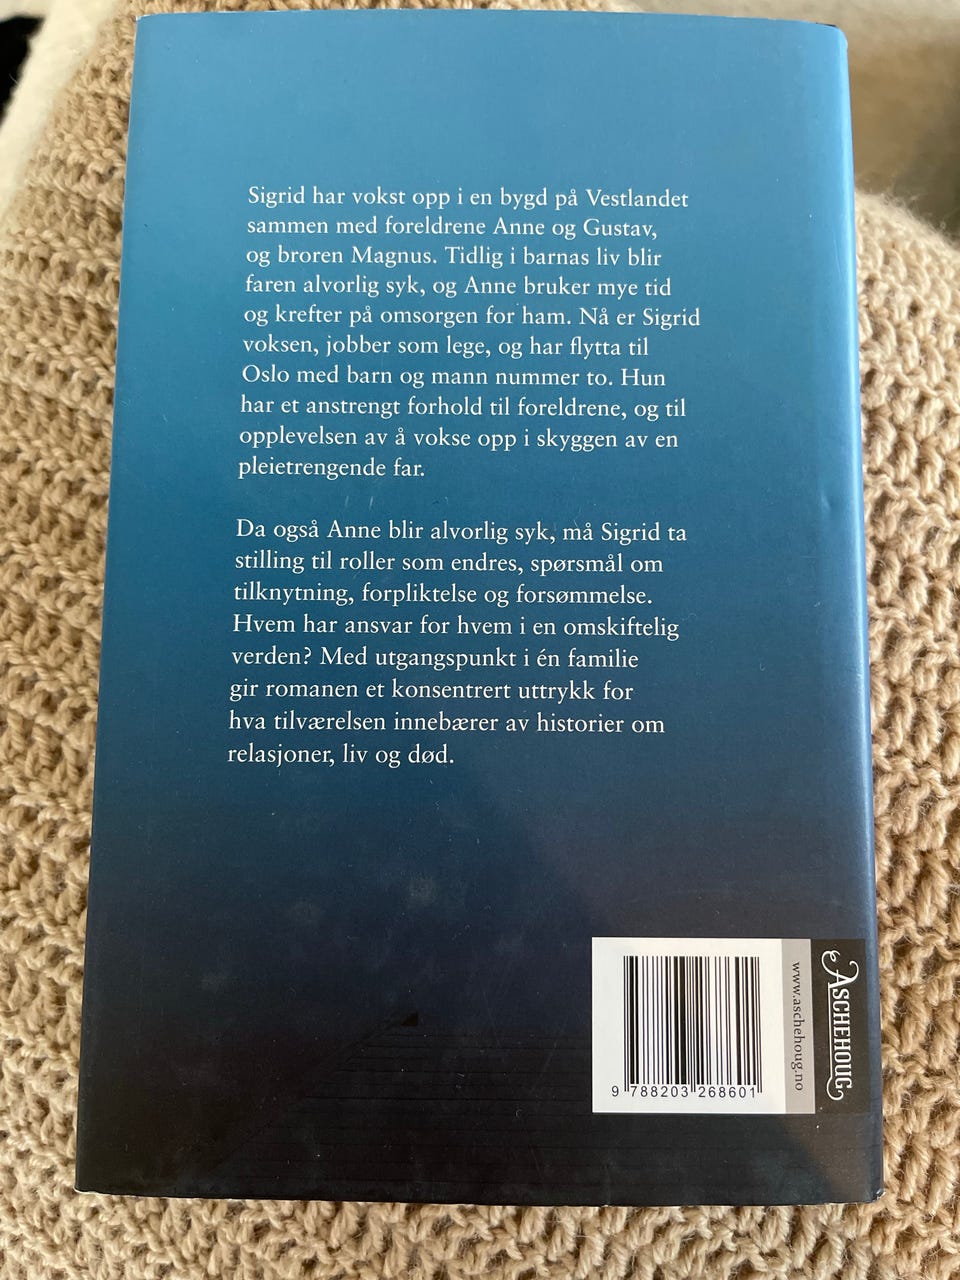 Sigrid har vokst opp i en bygd på Vestlandet
sammen med foreldrene Anne og Gustav,
og broren Magnus. Tidlig i barnas liv blir
faren alvorlig syk, og Anne bruker mye tid
og krefter på omsorgen for ham. Nå er Sigrid
voksen, jobber som lege, og har flytta til
Oslo med barn og mann nummer to. Hun
har et anstrengt forhold til foreldrene, og til
opplevelsen av å vokse opp i skyggen av en
pleietrengende far.
Da også Anne blir alvorlig syk, må Sigrid ta
stilling til roller som endres, spørsmål om
tilknytning, forpliktelse og forsømmelse.
Hvem har ansvar for hvem i en omskiftelig
verden? Med utgangspunkt i én familie
gir romanen et konsentrert uttrykk for
hva tilværelsen innebærer av historier om
relasjoner, liv og død.
9 788203 268601
www.aschehoug.no
ASCHEHOUG